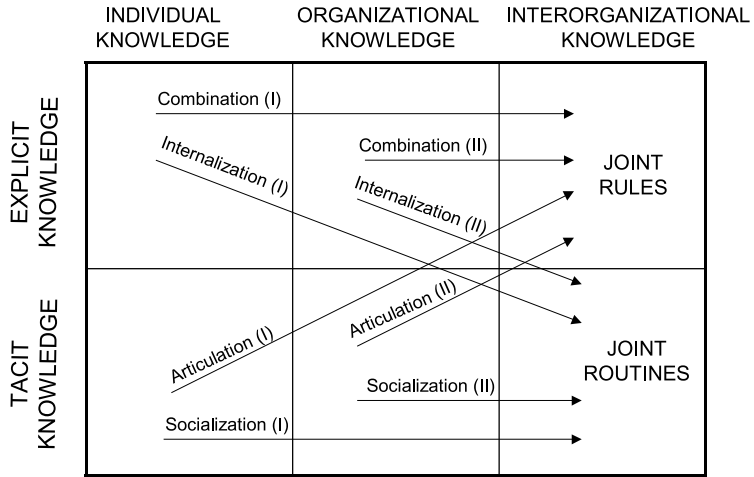 INDIVIDUAL
KNOWLEDGE
ORGANIZATIONAL
KNOWLEDGE
INTERORGANIZATIONAL
KNOWLEDGE
EXPLICIT
KNOWLEDGE
Combination (I)
Internalization (I)
Combination (II)
Internalization (II)
JOINT
RULES
TACIT
KNOWLEDGE
Articulation (I)
Articulation (II)
Socialization (II)
Socialization (I)
JOINT
ROUTINES